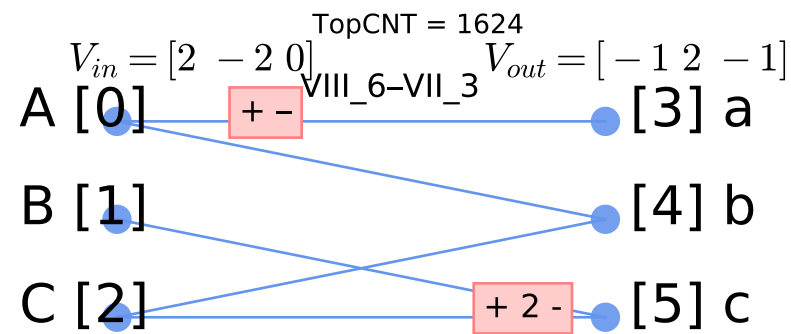 TopCNT = 1624
V_in = [2 −2 0] V_out = [−1 2 −1]
VIII_6–VII_3
A [0] + – [3] a
B [1] [4] b
C [2] + 2 - [5] c